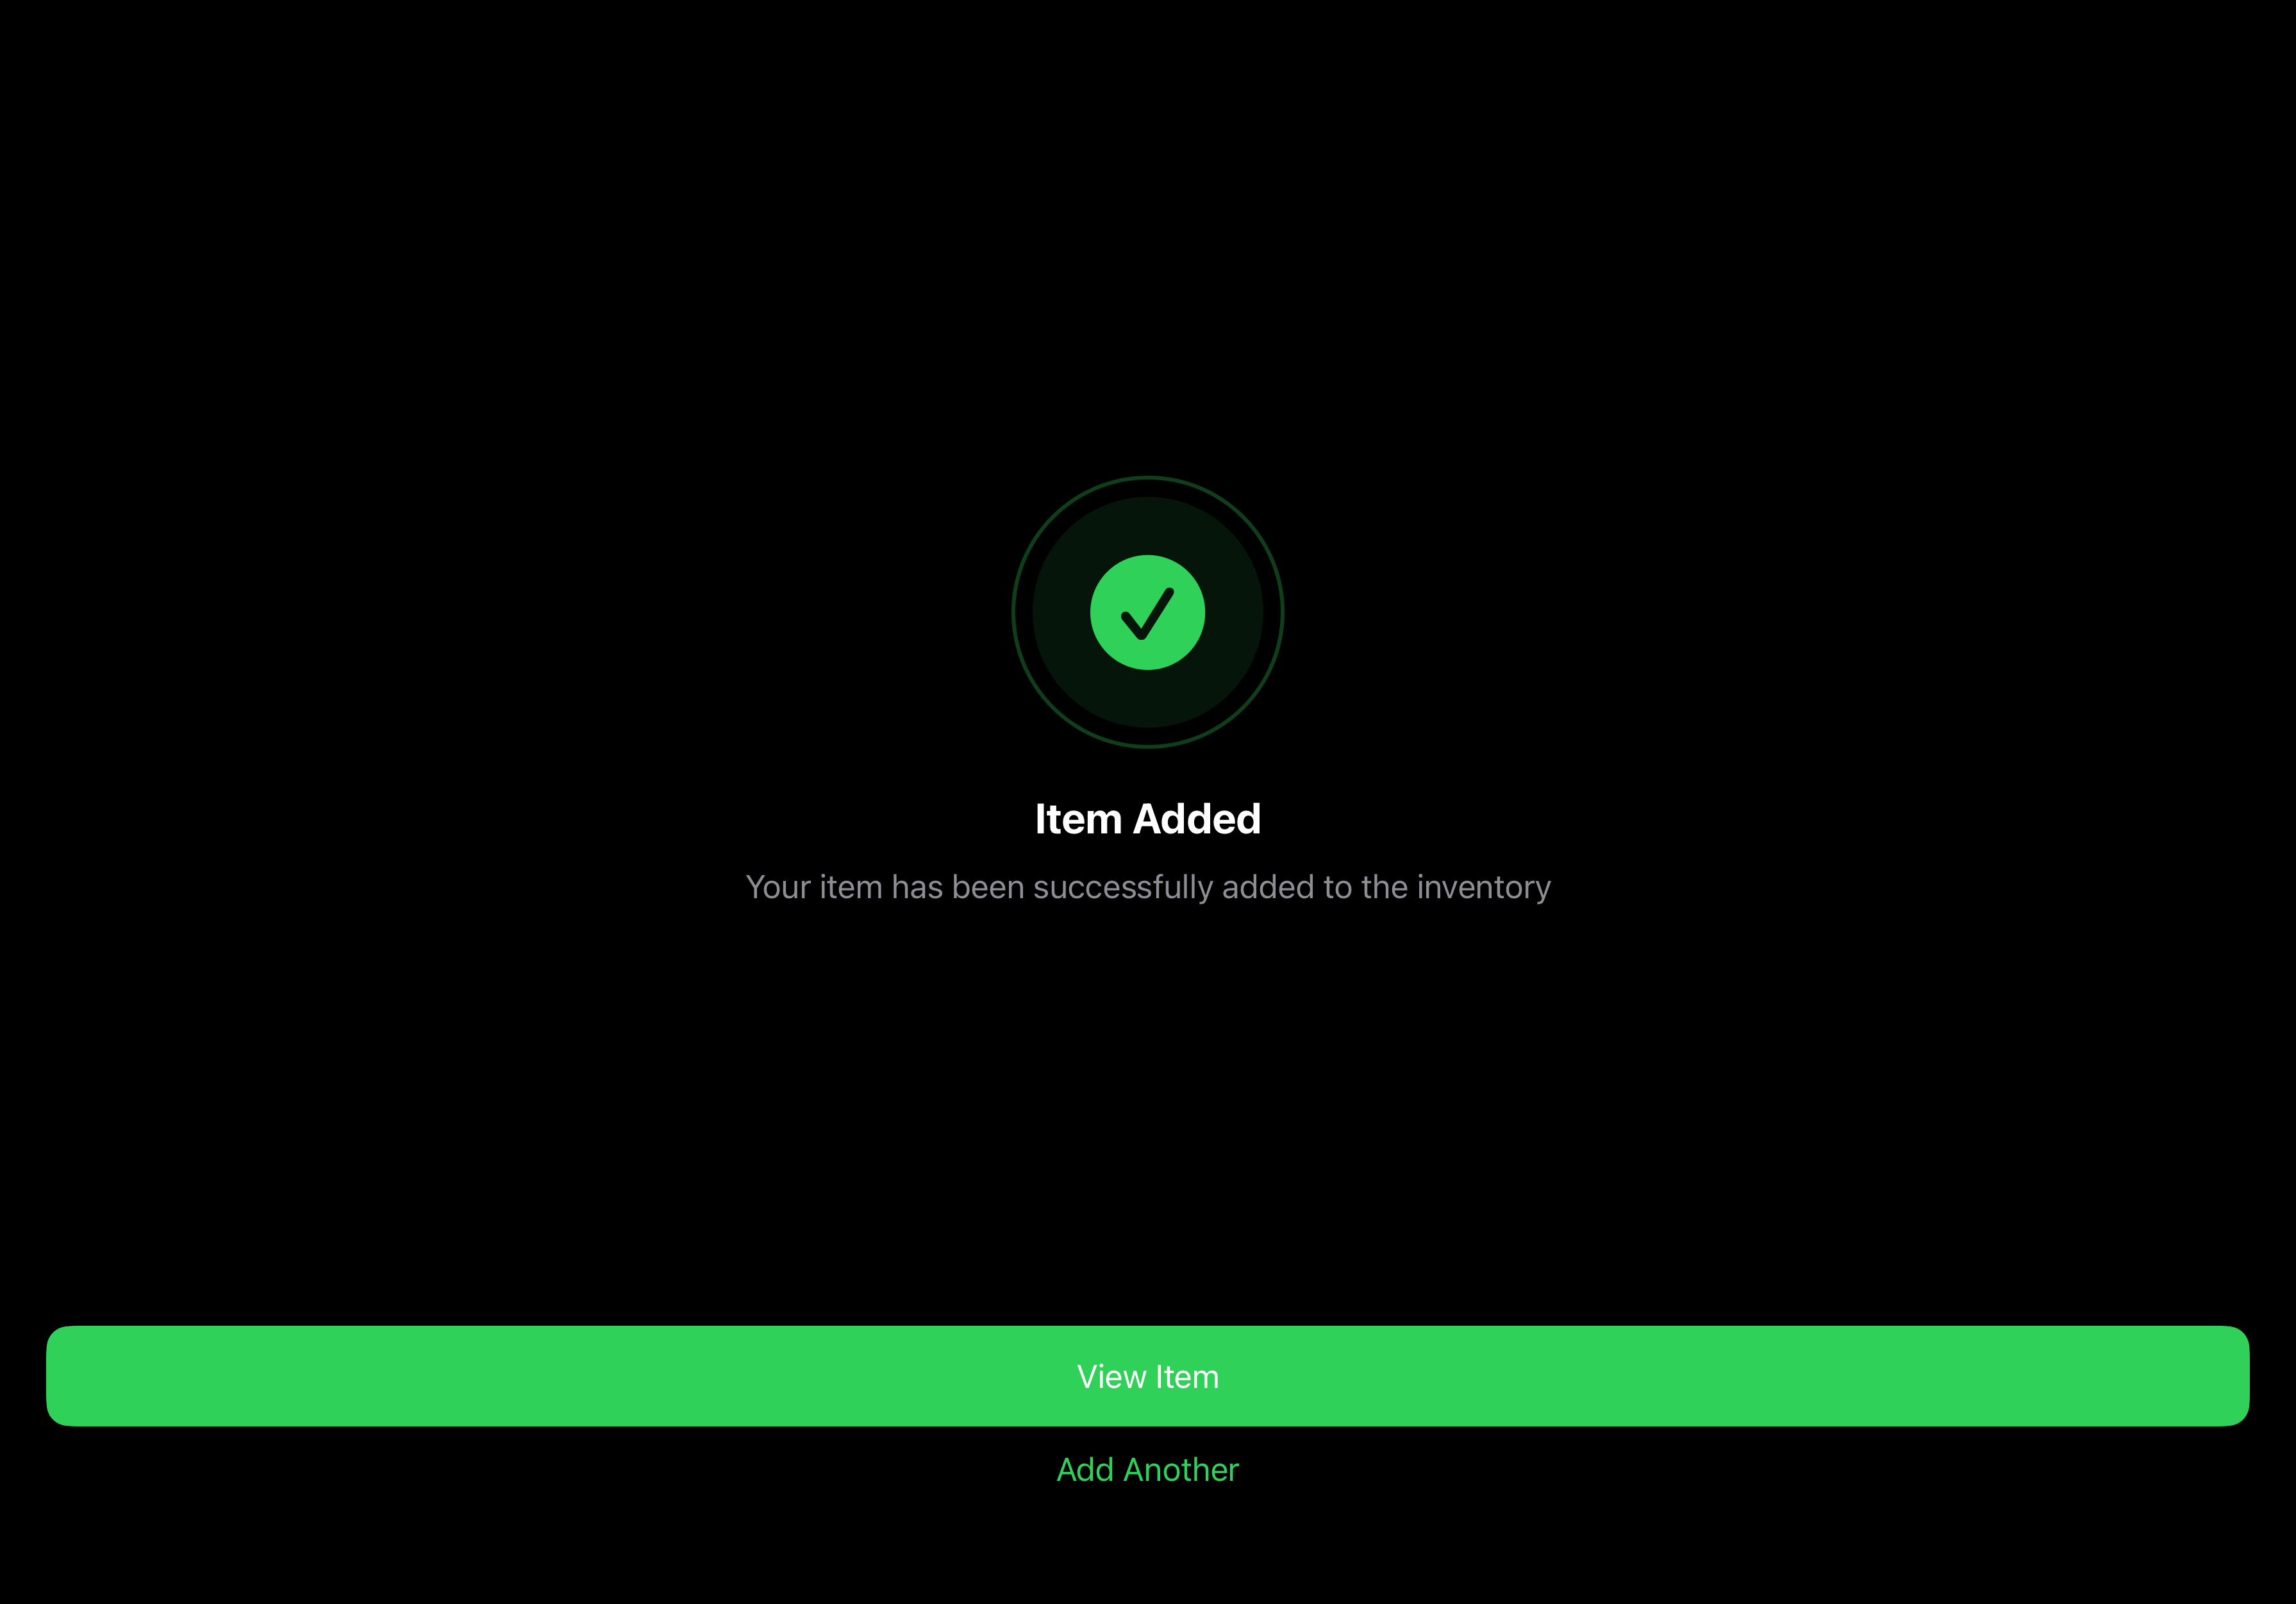 Item Added
Your item has been successfully added to the inventory
View Item
Add Another